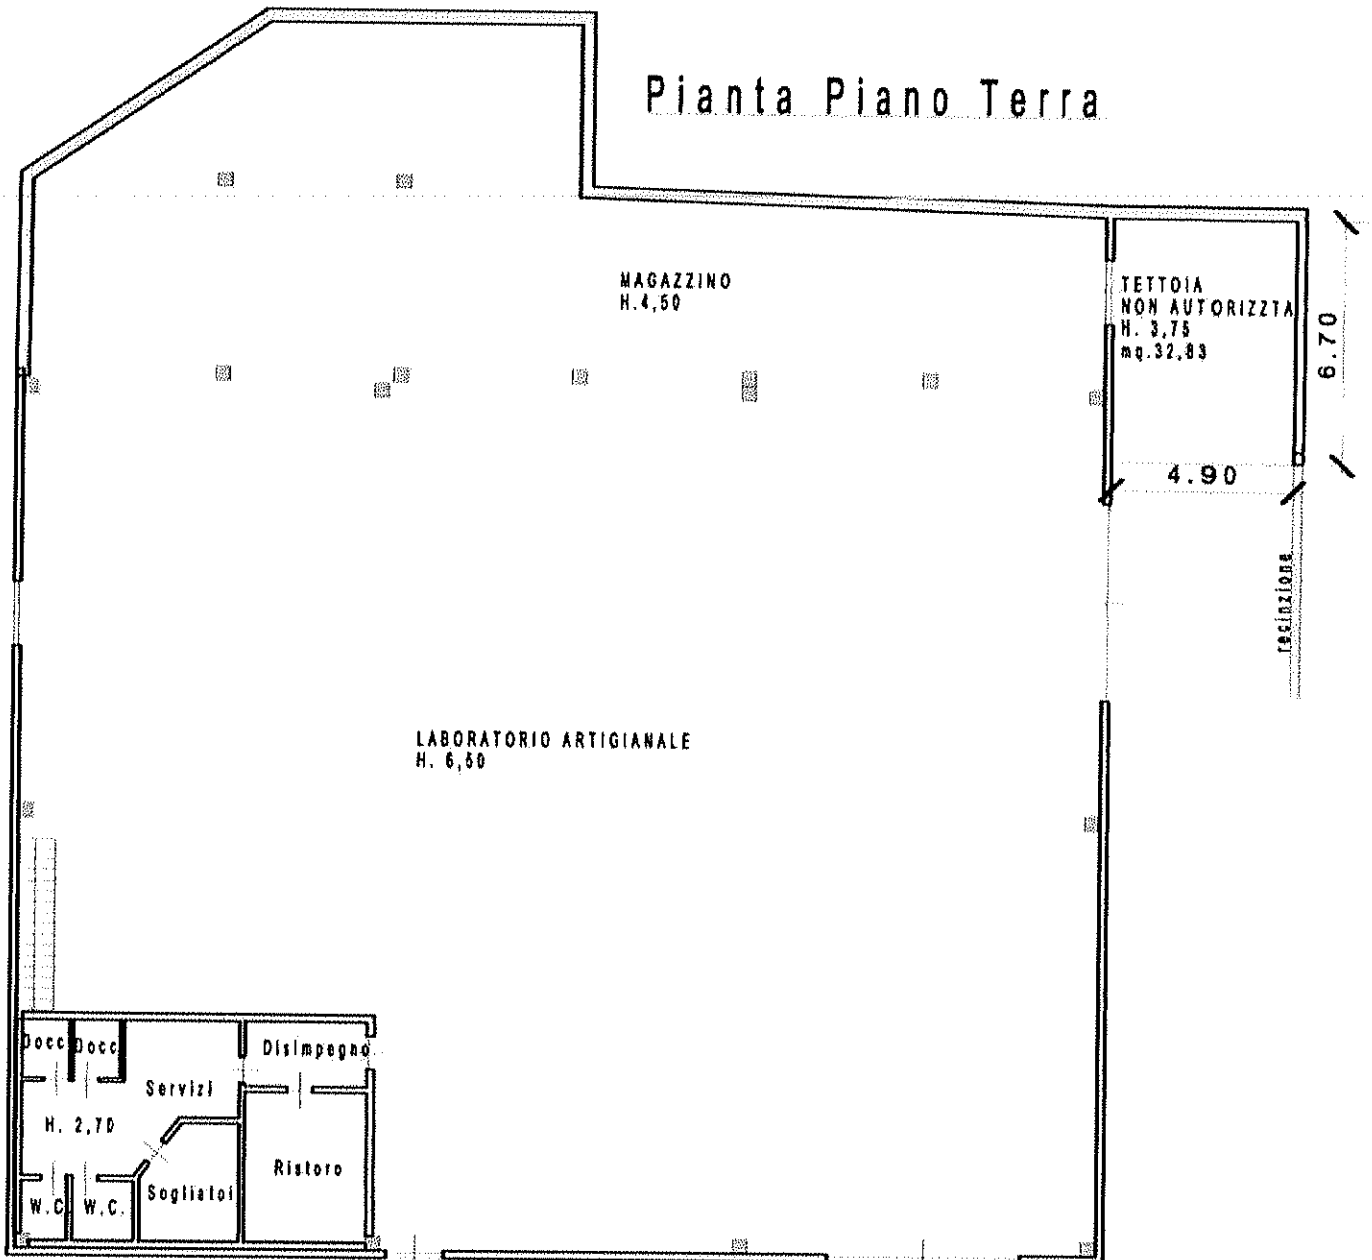 Pianta Piano Terra
MAGAZZINO
H.4,50
TETTOIA
NON AUTORIZZTA
H. 3,75
mq.32,83
6.70
4.90
recinzione
LABORATORIO ARTIGIANALE
H. 6,50
Docc
Docc
Disimpegno
Servizi
H. 2,70
Ristoro
Sogliatoi
W.C
W.C.